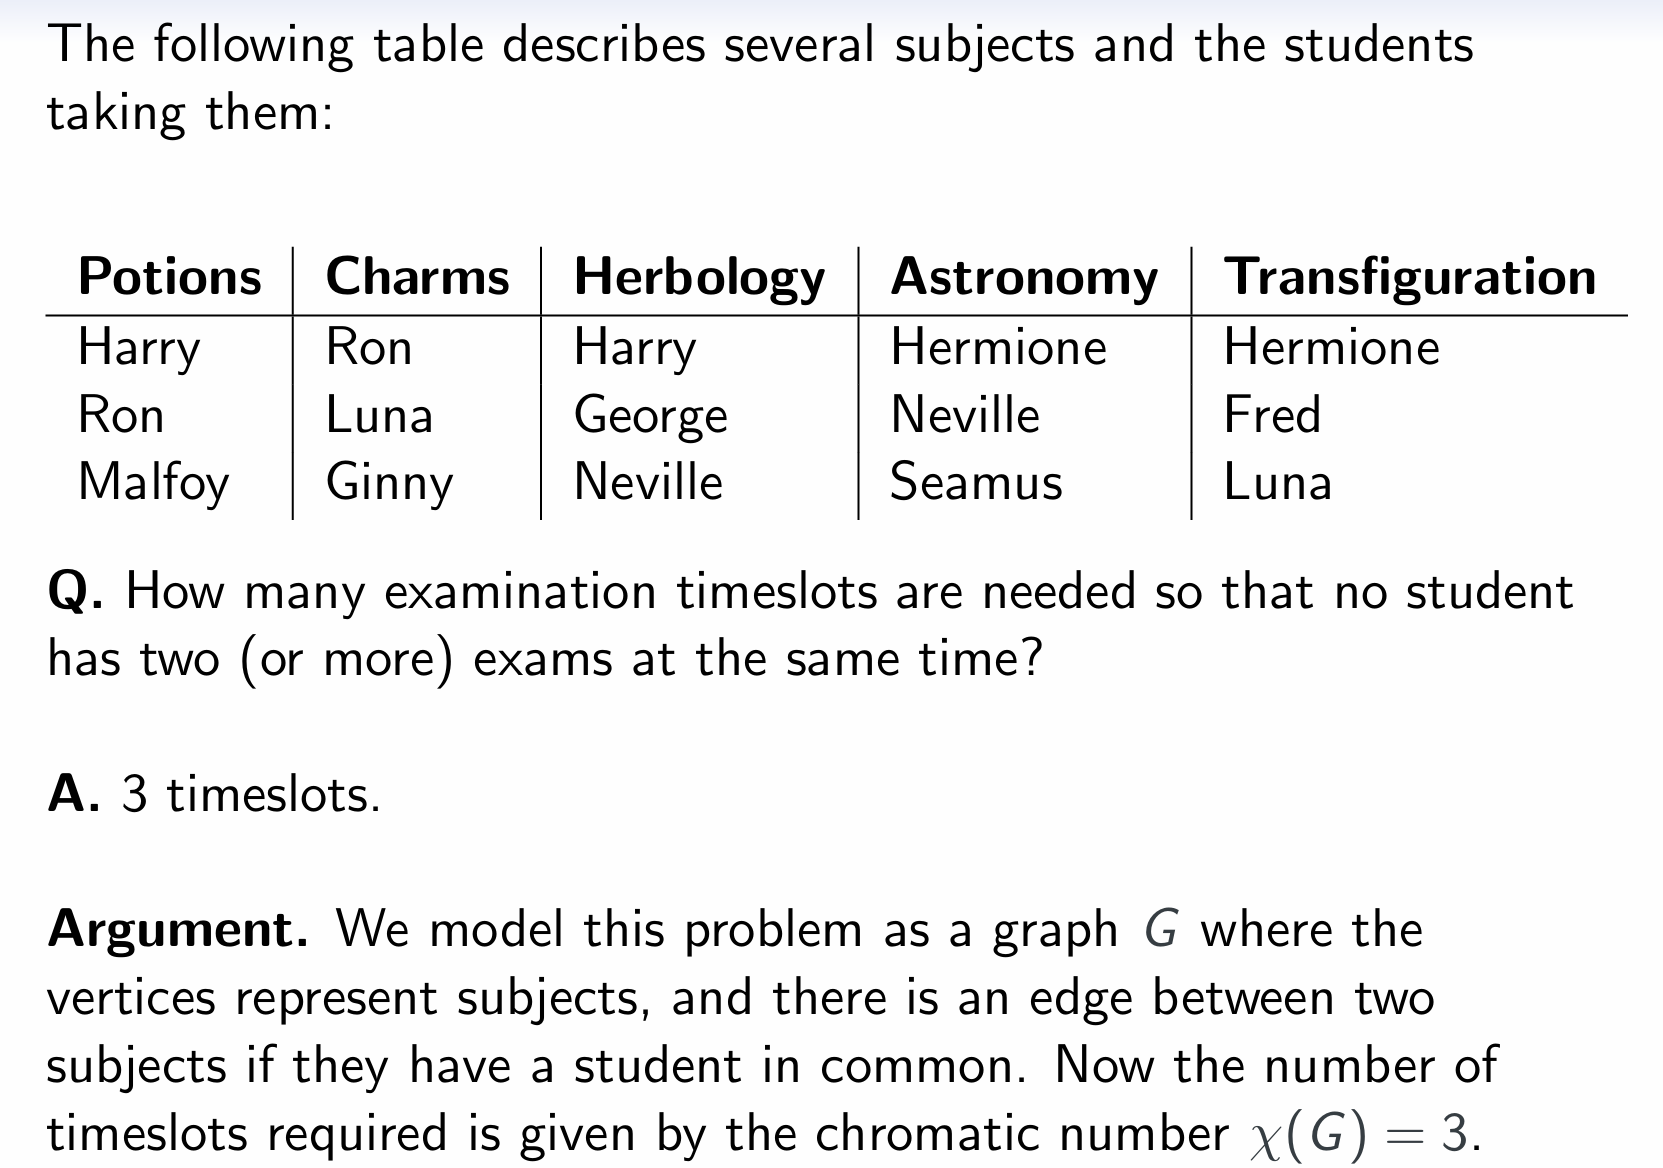 The following table describes several subjects and the students
taking them:
Potions Charms Herbology Astronomy Transfiguration
Harry Ron Harry Hermione Hermione
Ron Luna George Neville Fred
Malfoy Ginny Neville Seamus Luna
Q. How many examination timeslots are needed so that no student
has two (or more) exams at the same time?
A. 3 timeslots.
Argument. We model this problem as a graph G where the
vertices represent subjects, and there is an edge between two
subjects if they have a student in common. Now the number of
timeslots required is given by the chromatic number χ(G) = 3.